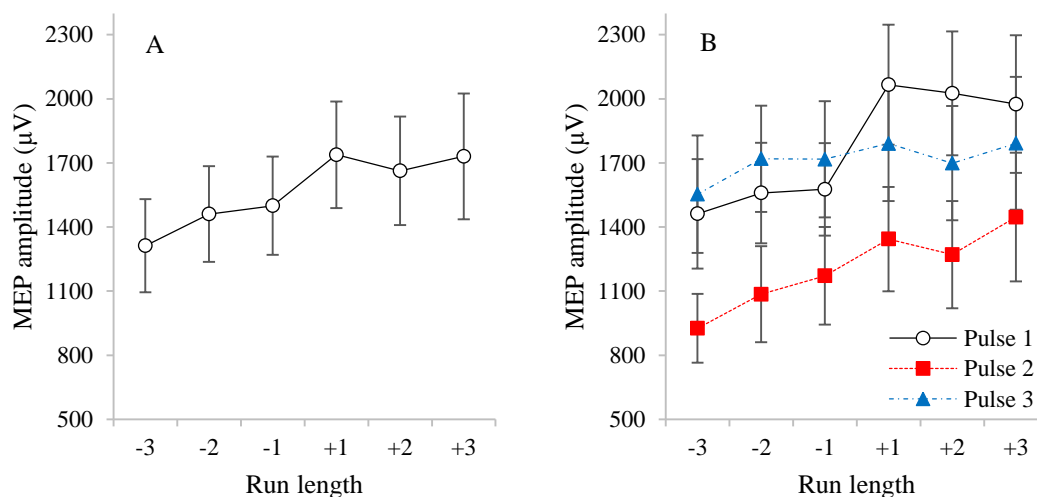 A
MEP amplitude (µV)
2300
2000
1700
1400
1100
800
500
-3 -2 -1 +1 +2 +3
Run length
B
MEP amplitude (µV)
2300
2000
1700
1400
1100
800
500
Pulse 1
Pulse 2
Pulse 3
-3 -2 -1 +1 +2 +3
Run length